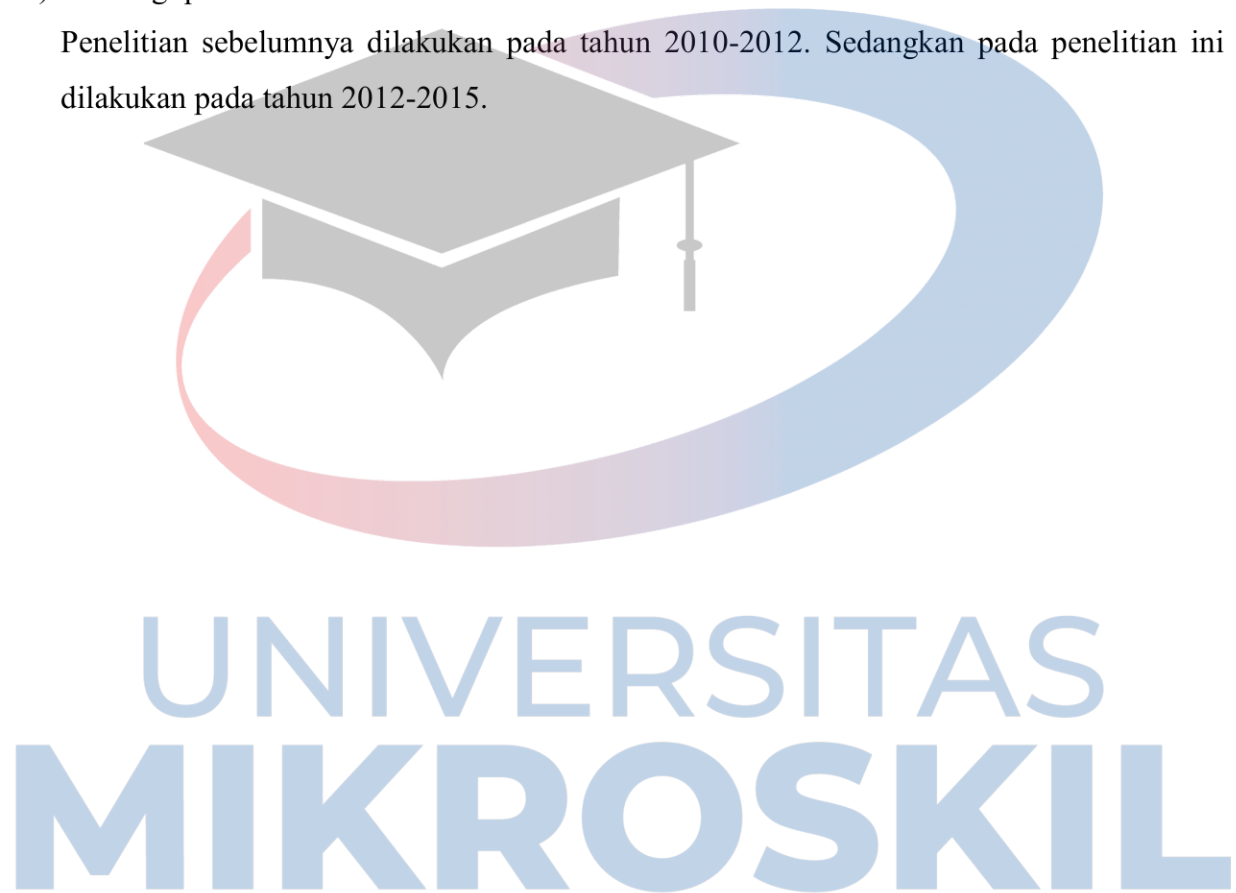 Penelitian sebelumnya dilakukan pada tahun 2010-2012. Sedangkan pada penelitian ini
dilakukan pada tahun 2012-2015.
UNIVERSITAS
MIKROSKIL